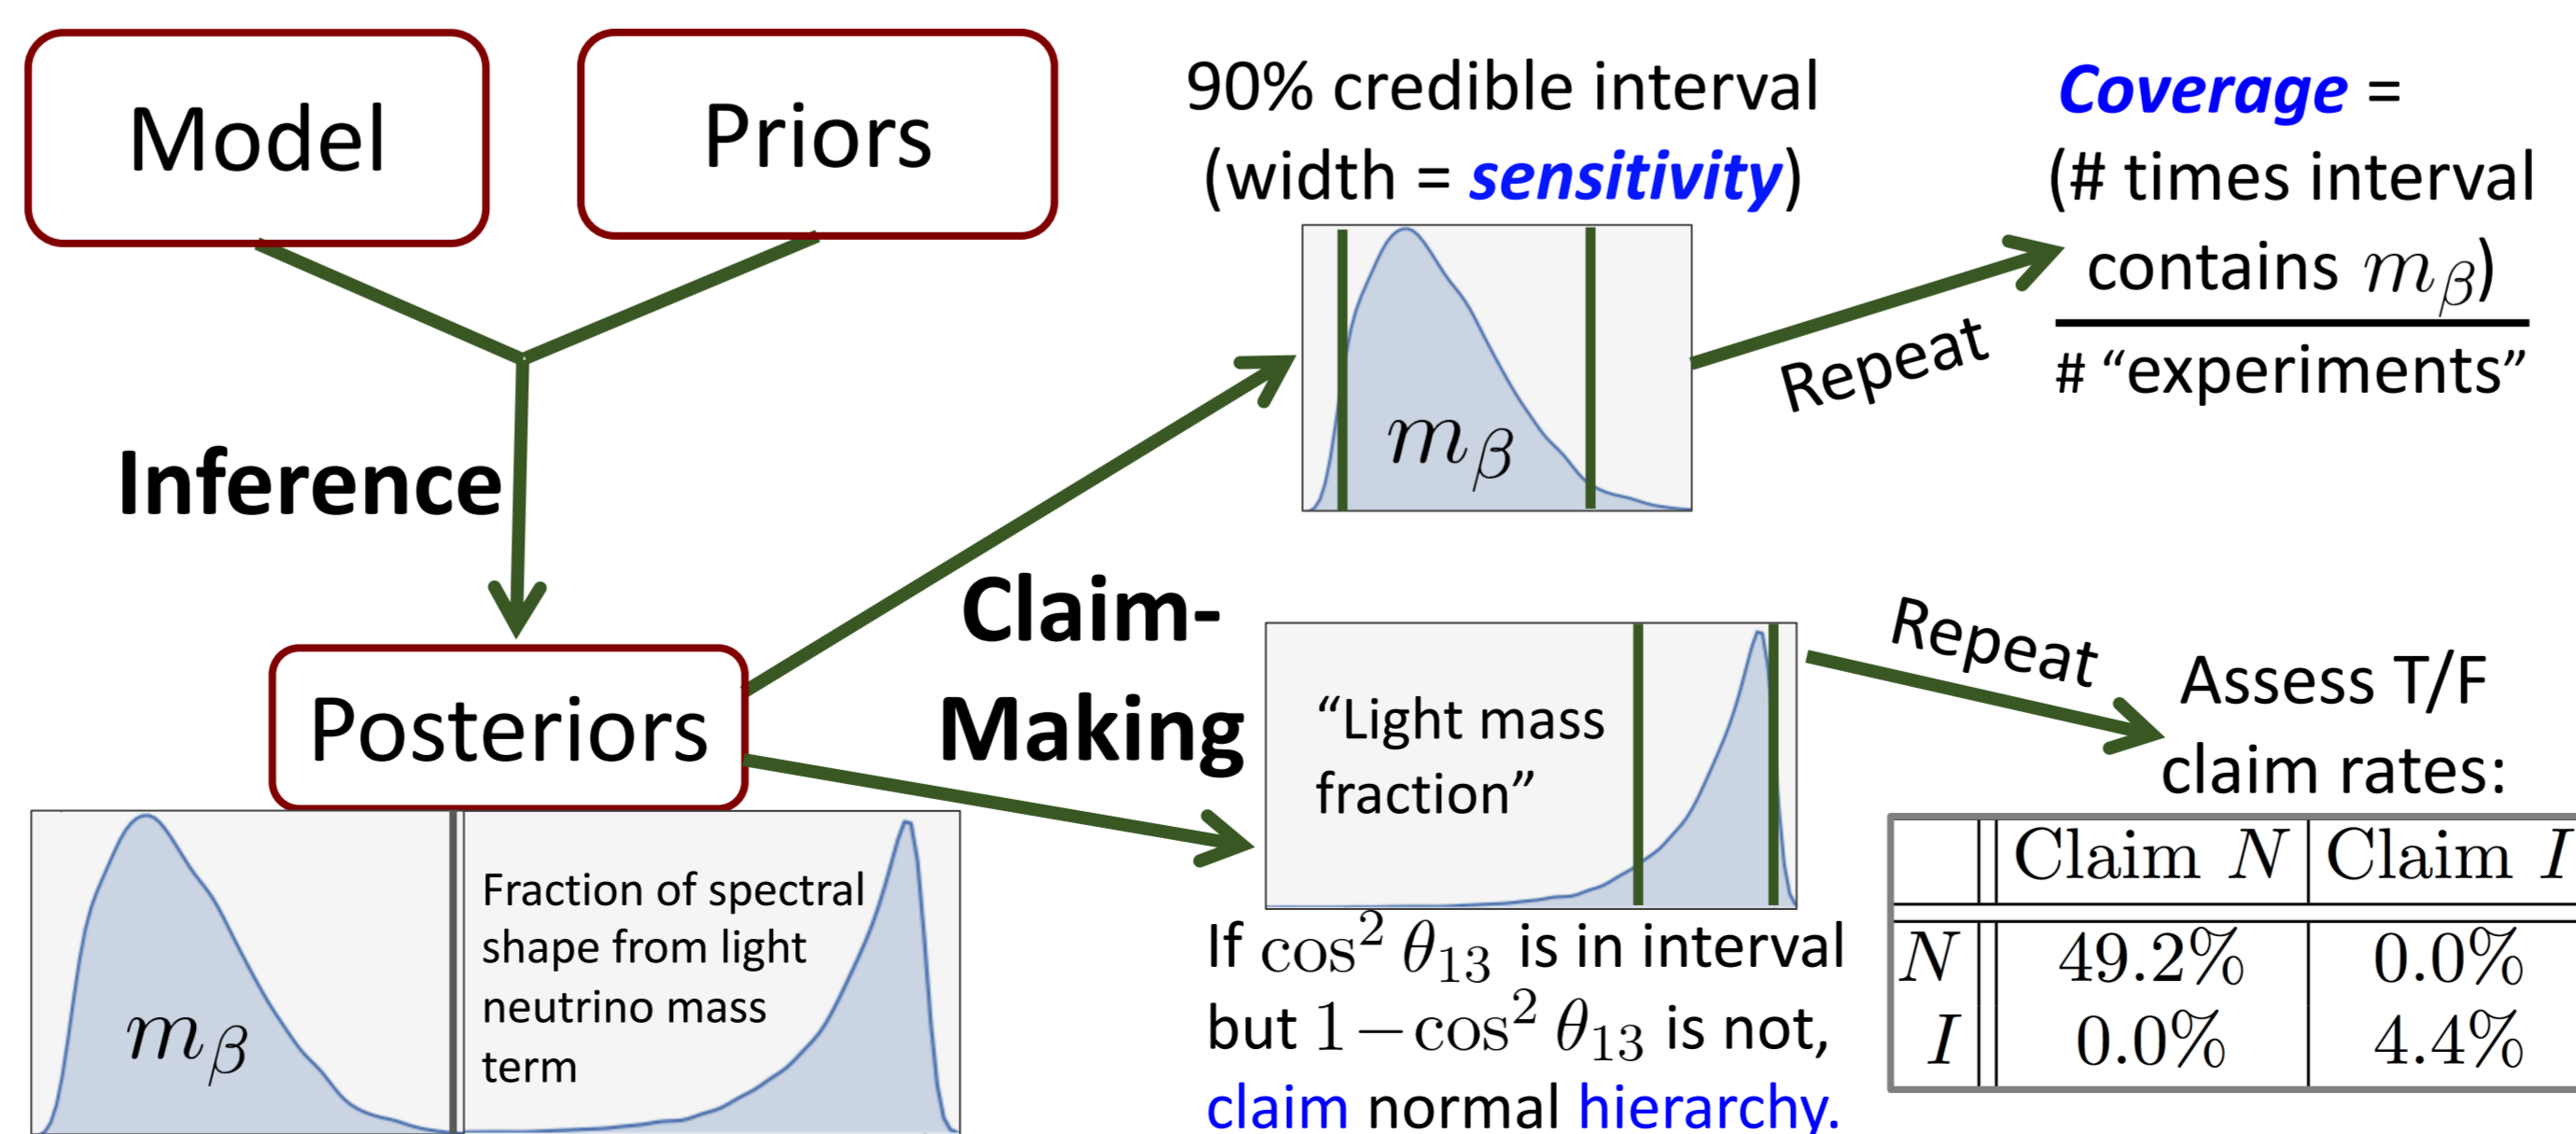 Model
Priors
Inference
Posteriors
m_β
Fraction of spectral
shape from light
neutrino mass
term
Claim-
Making
90% credible interval
(width = sensitivity)
m_β
Repeat
Coverage =
(# times interval
contains m_β)
# “experiments”
“Light mass
fraction”
If cos² θ₁₃ is in interval
but 1−cos² θ₁₃ is not,
claim normal hierarchy.
Repeat
Assess T/F
claim rates:
Claim N Claim I
N 49.2% 0.0%
I 0.0% 4.4%